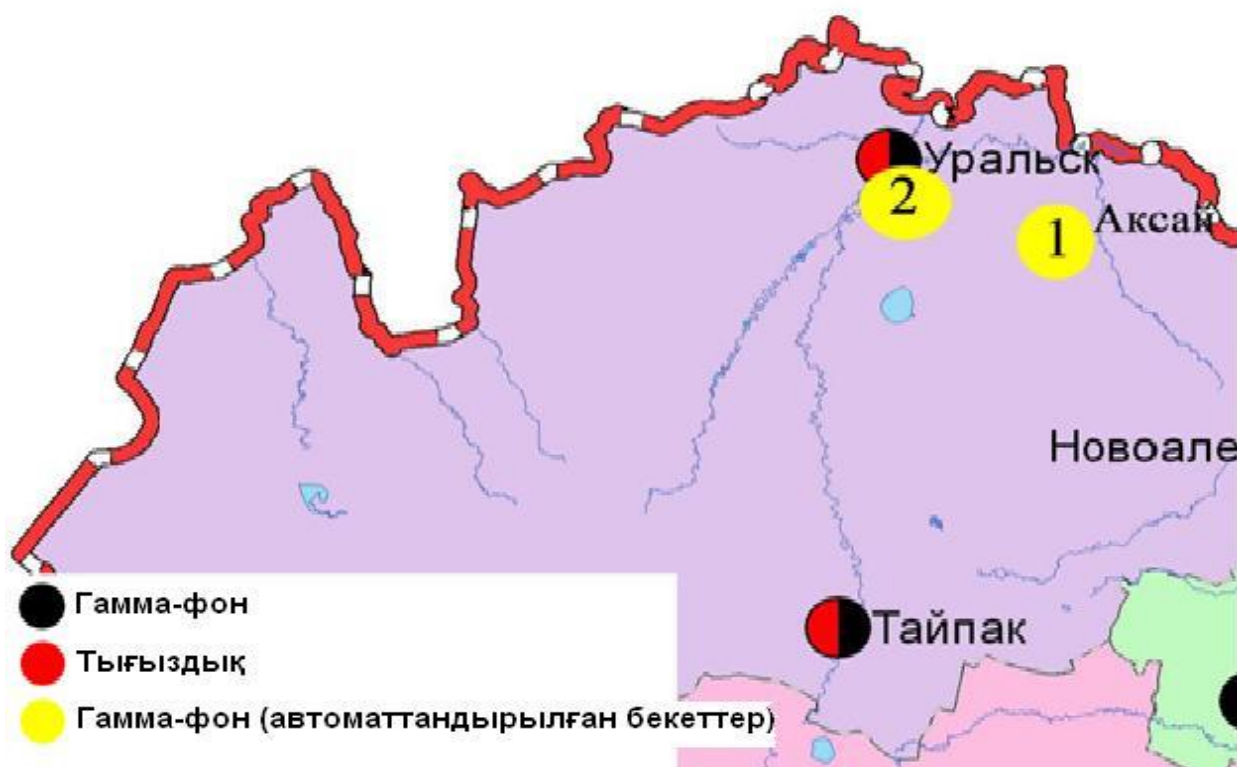 Уральск
2
Аксай
1
Новоале
Тайпак
Гамма-фон
Тығыздық
Гамма-фон (автоматтандырылған бекеттер)